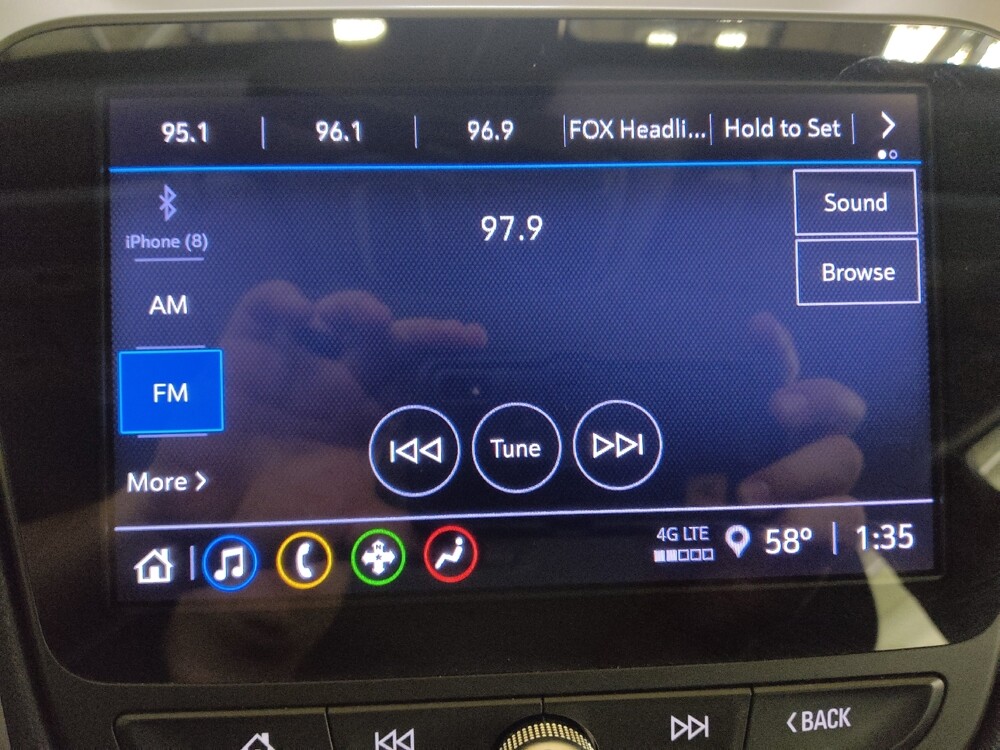 95.1 96.1 96.9 FOX Headli... Hold to Set
iPhone (8)
97.9
Sound
Browse
AM
FM
Tune
More
4G LTE
58° 1:35
BACK